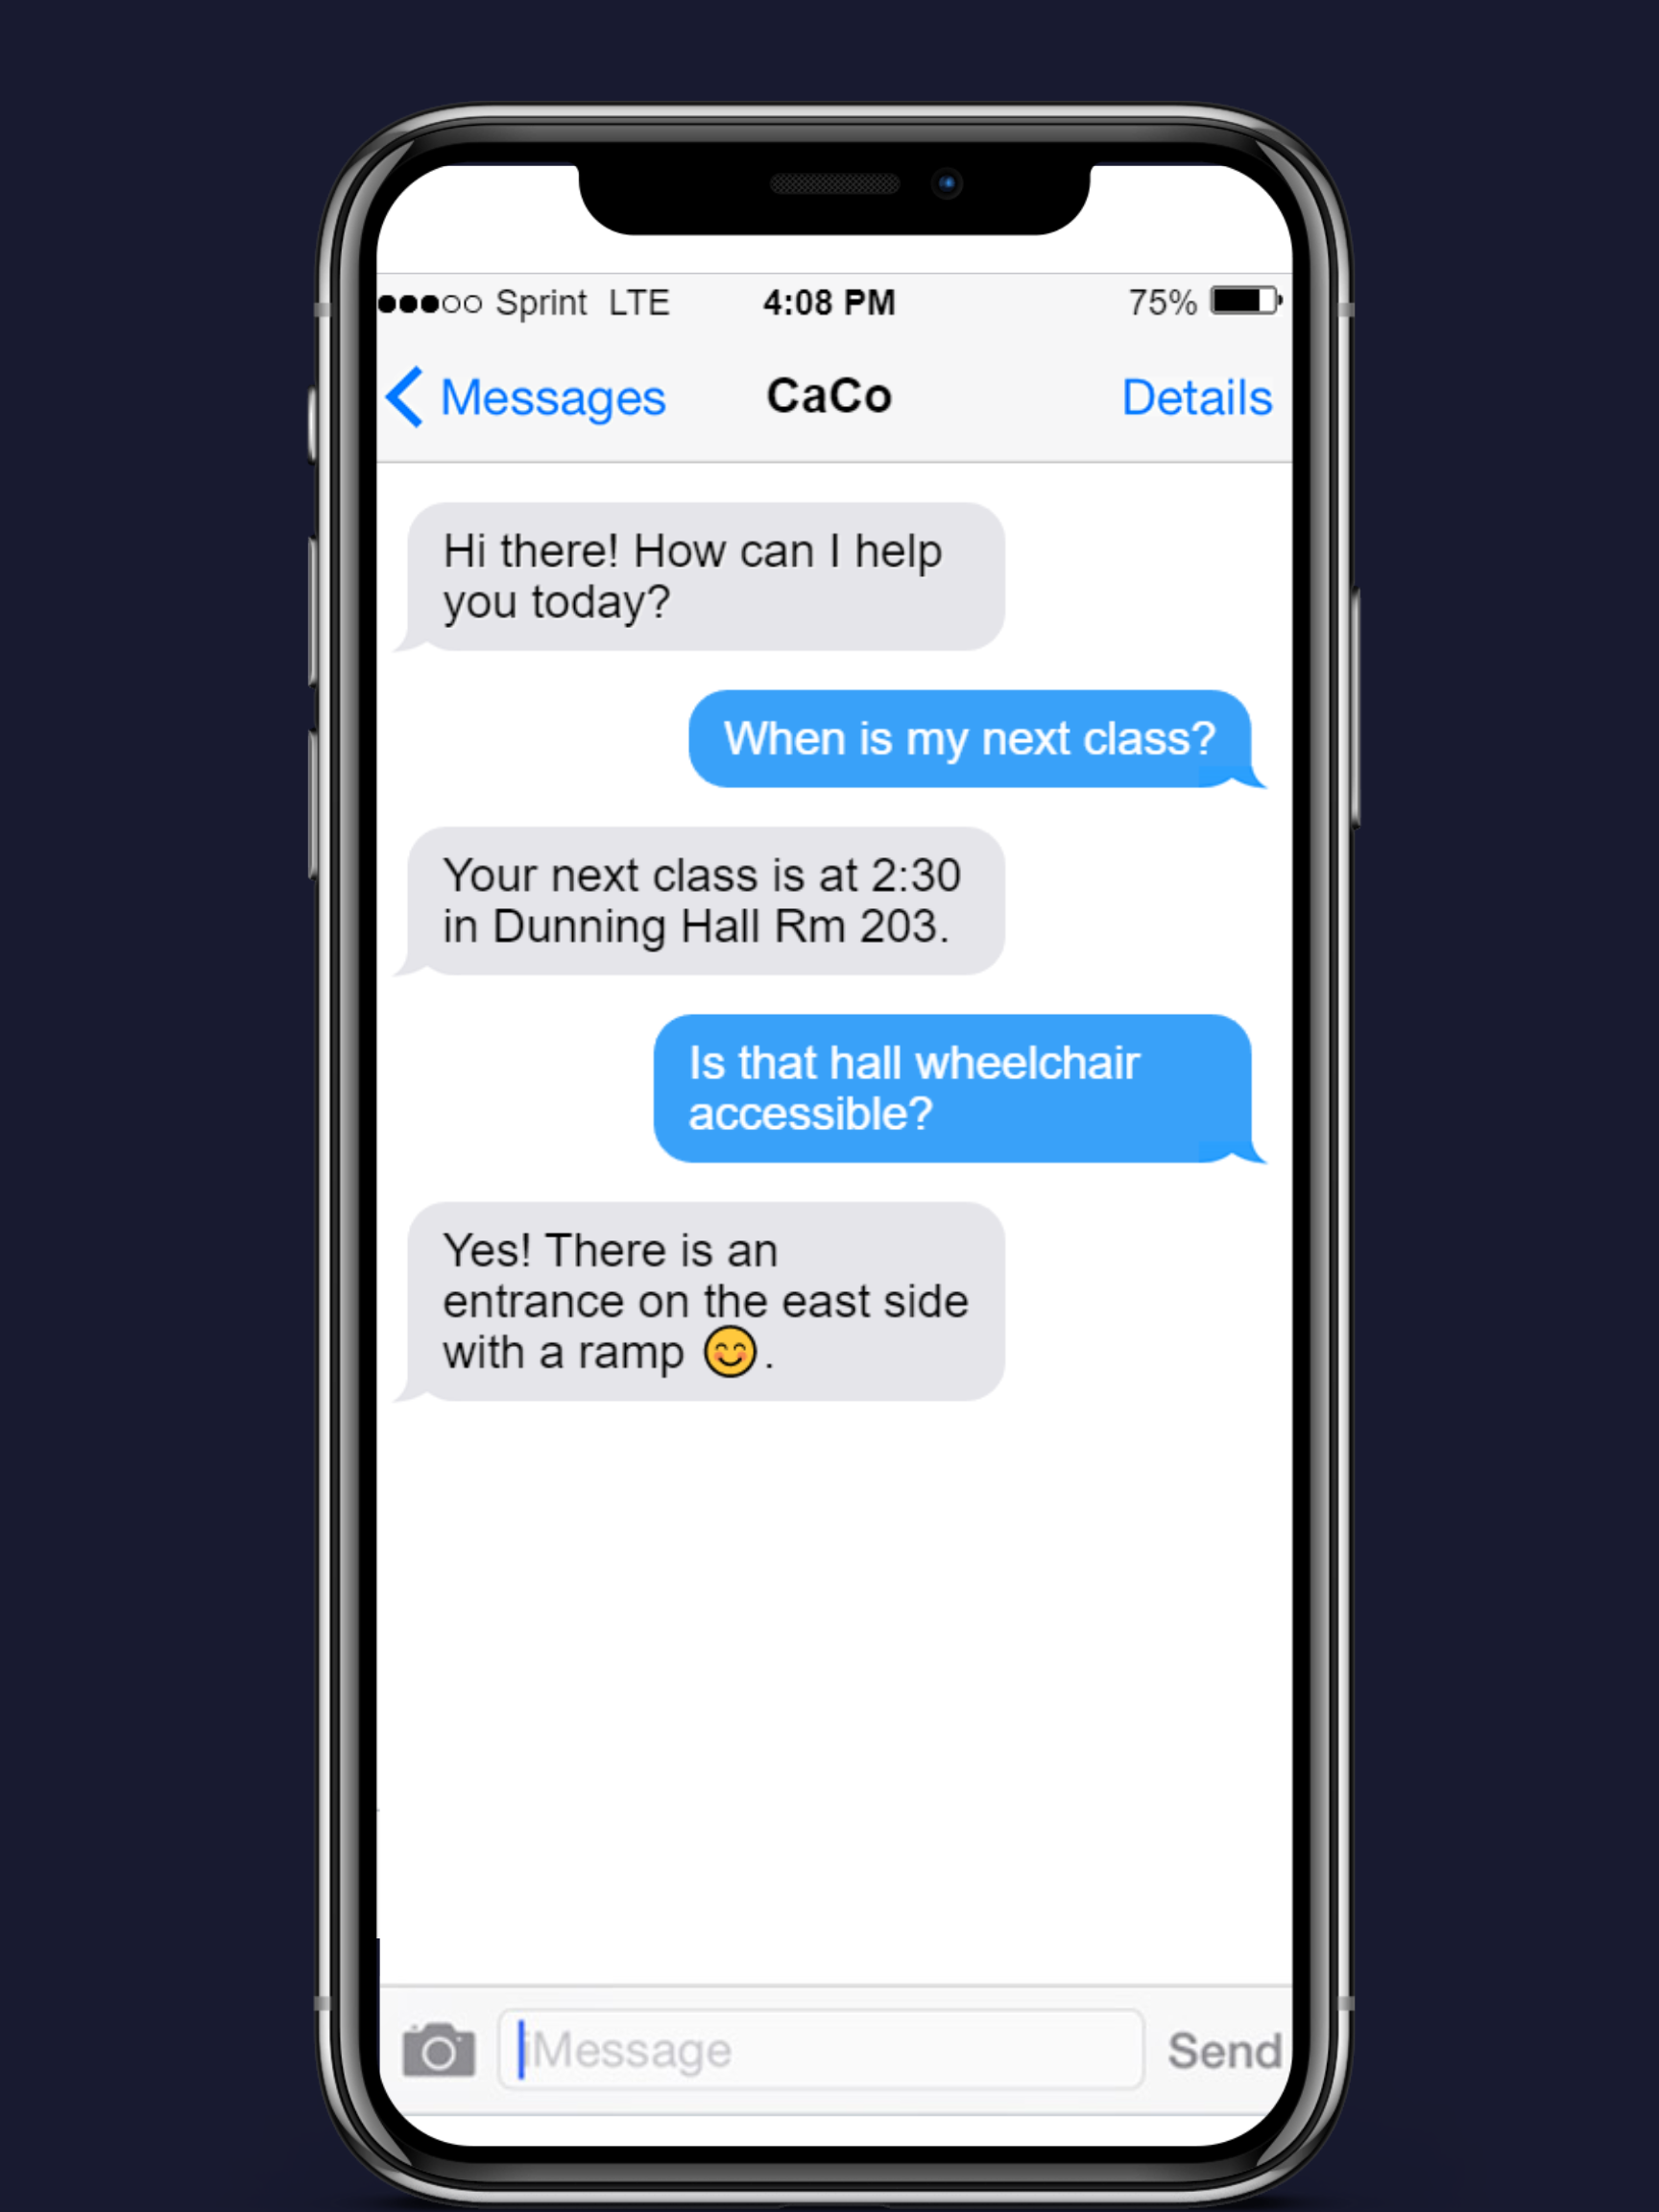 ●●●○○ Sprint LTE 4:08 PM 75%
Messages CaCo Details
Hi there! How can I help
you today?
When is my next class?
Your next class is at 2:30
in Dunning Hall Rm 203.
Is that hall wheelchair
accessible?
Yes! There is an
entrance on the east side
with a ramp 😊.
iMessage Send